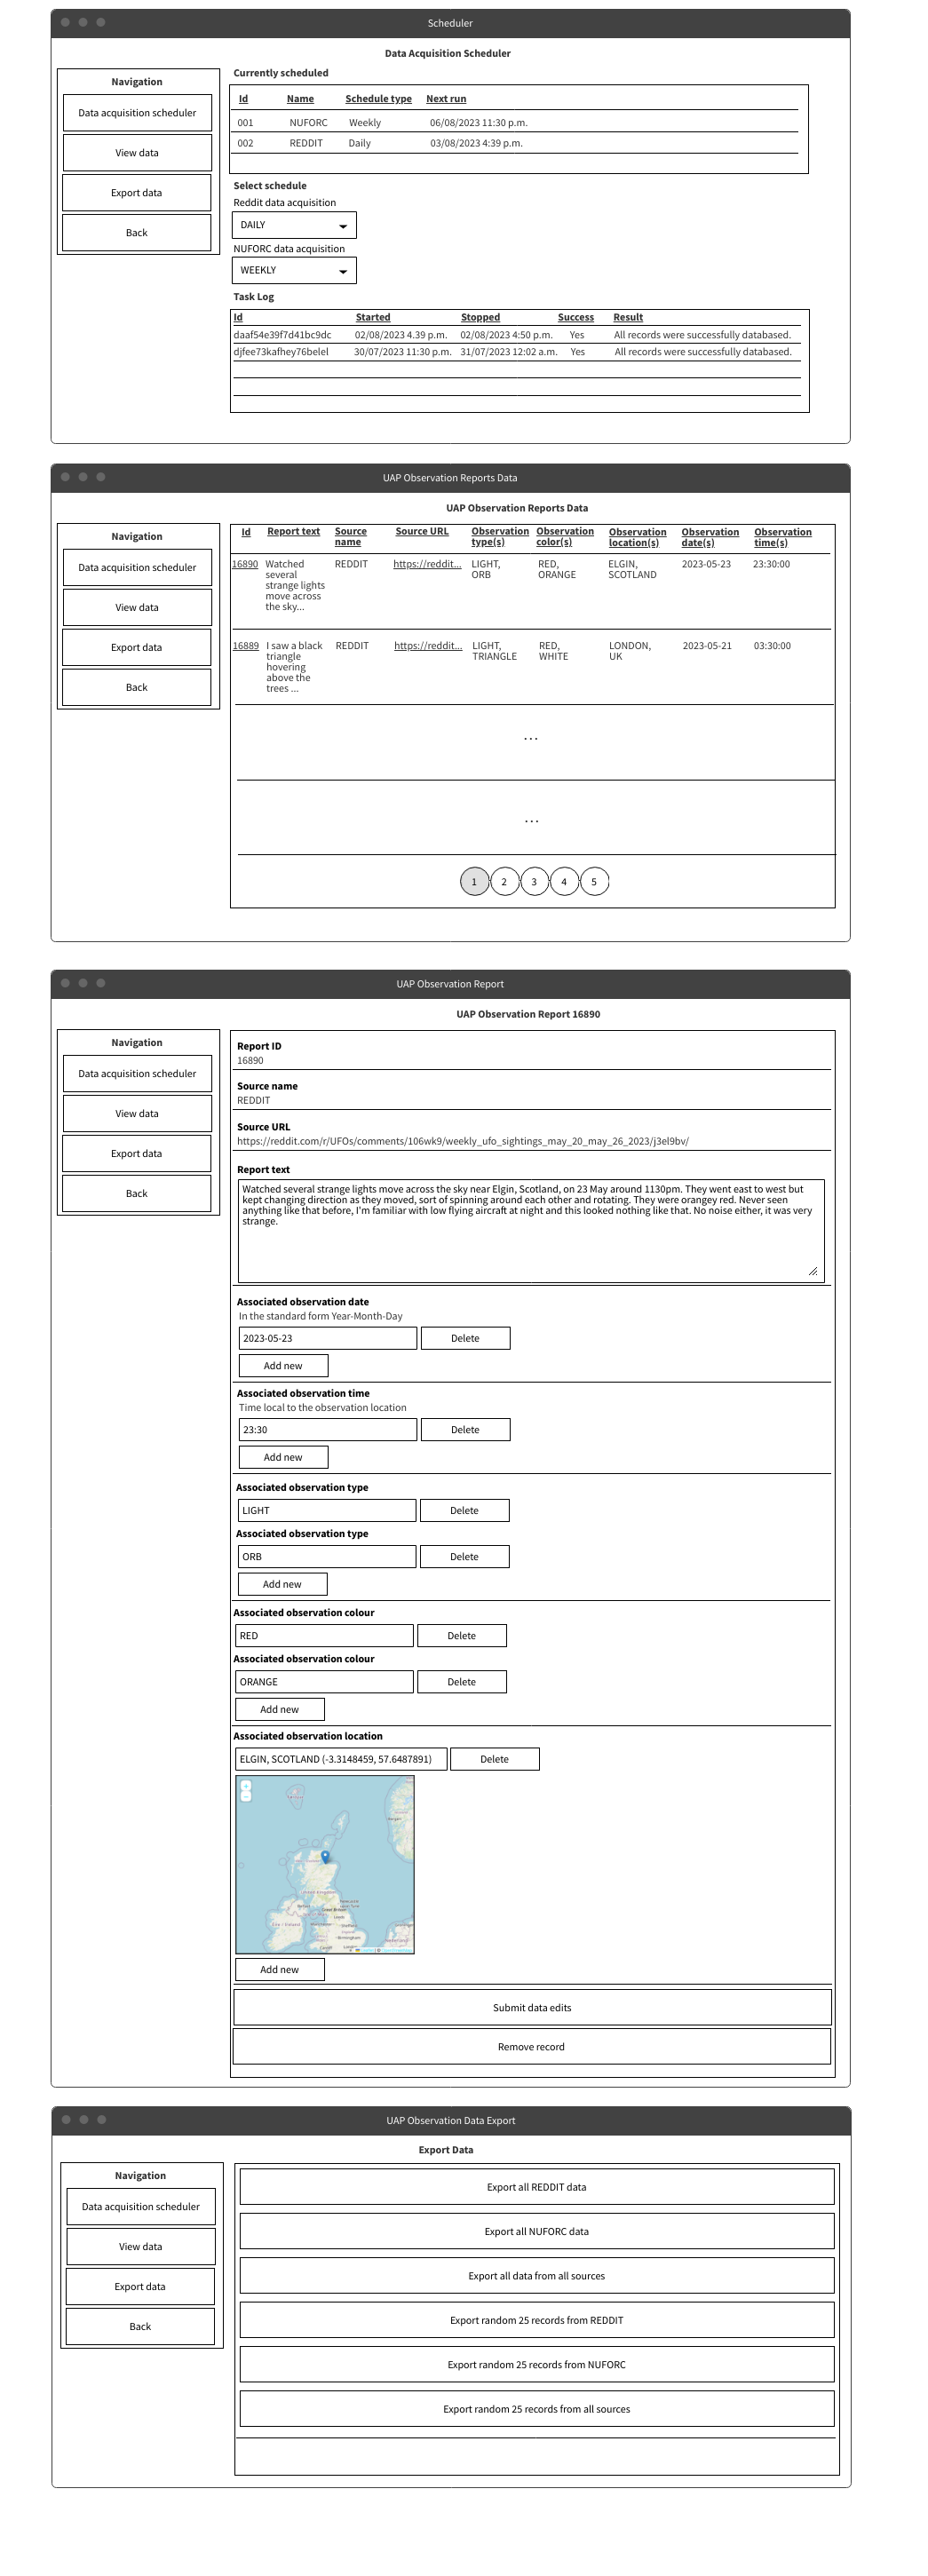 Scheduler
Data Acquisition Scheduler
Navigation
Data acquisition scheduler
View data
Export data
Back
Currently scheduled
Id Name Schedule type Next run
001 NUFORC Weekly 06/08/2023 11:30 p.m.
002 REDDIT Daily 03/08/2023 4:39 p.m.
Select schedule
Reddit data acquisition
DAILY
NUFORC data acquisition
WEEKLY
Task Log
Id Started Stopped Success Result
daaf54e39f7d41bc9dc 02/08/2023 4.39 p.m. 02/08/2023 4:50 p.m. Yes All records were successfully databased.
djfee73kafhey76belel 30/07/2023 11:30 p.m. 31/07/2023 12:02 a.m. Yes All records were successfully databased.
UAP Observation Reports Data
UAP Observation Reports Data
Navigation
Data acquisition scheduler
View data
Export data
Back
Id Report text Source name Source URL Observation type(s) Observation color(s) Observation location(s) Observation date(s) Observation time(s)
16890 Watched several strange lights move across the sky... REDDIT https://reddit... LIGHT, ORB RED, ORANGE ELGIN, SCOTLAND 2023-05-23 23:30:00
16889 I saw a black triangle hovering above the trees ... REDDIT https://reddit... LIGHT, TRIANGLE RED, WHITE LONDON, UK 2023-05-21 03:30:00
...
...
1 2 3 4 5
UAP Observation Report
UAP Observation Report 16890
Navigation
Data acquisition scheduler
View data
Export data
Back
Report ID
16890
Source name
REDDIT
Source URL
https://reddit.com/r/UFOs/comments/106wk9/weekly_ufo_sightings_may_20_may_26_2023/j3el9bv/
Report text
Watched several strange lights move across the sky near Elgin, Scotland, on 23 May around 1130pm. They went east to west but
kept changing direction as they moved, sort of spinning around each other and rotating. They were orangey red. Never seen
anything like that before, I'm familiar with low flying aircraft at night and this looked nothing like that. No noise either, it was very
strange.
Associated observation date
In the standard form Year-Month-Day
2023-05-23 Delete
Add new
Associated observation time
Time local to the observation location
23:30 Delete
Add new
Associated observation type
LIGHT Delete
Associated observation type
ORB Delete
Add new
Associated observation colour
RED Delete
Associated observation colour
ORANGE Delete
Add new
Associated observation location
ELGIN, SCOTLAND (-3.3148459, 57.6487891) Delete
Add new
Submit data edits
Remove record
UAP Observation Data Export
Export Data
Navigation
Data acquisition scheduler
View data
Export data
Back
Export all REDDIT data
Export all NUFORC data
Export all data from all sources
Export random 25 records from REDDIT
Export random 25 records from NUFORC
Export random 25 records from all sources